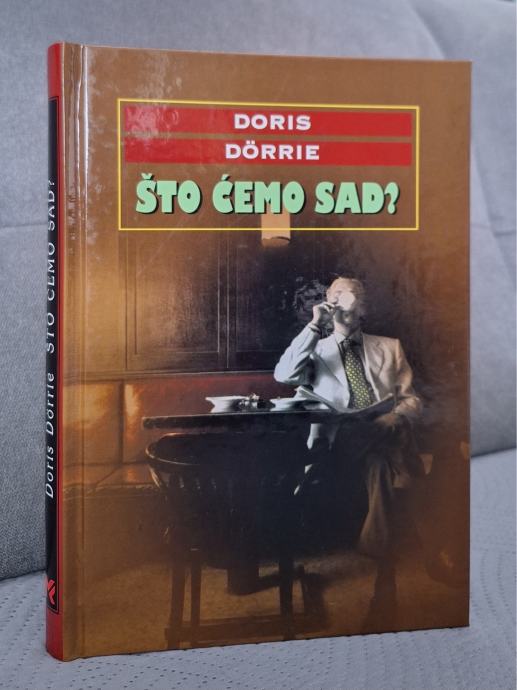 DORIS
DÖRRIE
ŠTO ĆEMO SAD?
Doris Dörrie ŠTO ĆEMO SAD?